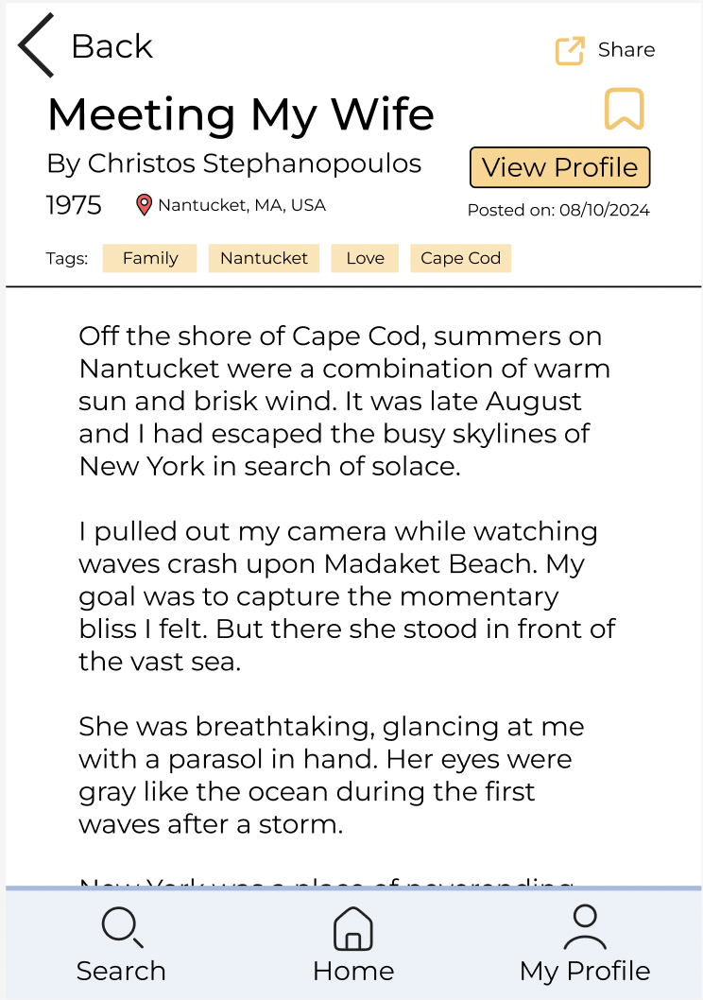 Back
Share
Meeting My Wife
By Christos Stephanopoulos
View Profile
1975
Nantucket, MA, USA
Posted on: 08/10/2024
Tags: Family Nantucket Love Cape Cod
Off the shore of Cape Cod, summers on
Nantucket were a combination of warm
sun and brisk wind. It was late August
and I had escaped the busy skylines of
New York in search of solace.
I pulled out my camera while watching
waves crash upon Madaket Beach. My
goal was to capture the momentary
bliss I felt. But there she stood in front of
the vast sea.
She was breathtaking, glancing at me
with a parasol in hand. Her eyes were
gray like the ocean during the first
waves after a storm.
New York was a place of neverending
Search
Home
My Profile